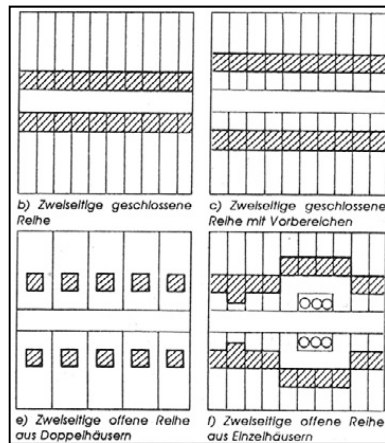 b) Zweiseitige geschlossene
Reihe
c) Zweiseitige geschlossene
Reihe mit Vorbereichen
e) Zweiseitige offene Reihe
aus Doppelhäusern
f) Zweiseitige offene Reihe
aus Einzelhäusern